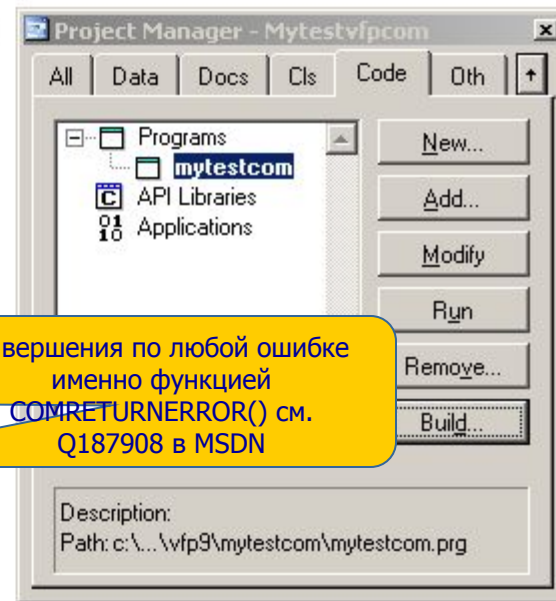 Project Manager - Mytestvfpcom
All Data Docs Cls Code Oth
Programs
mytestcom
API Libraries
Applications
New...
Add...
Modify
Run
Remove...
Build...
вершения по любой ошибке
именно функцией
COMRETURNERROR() см.
Q187908 в MSDN
Description:
Path: c:\...\vfp9\mytestcom\mytestcom.prg